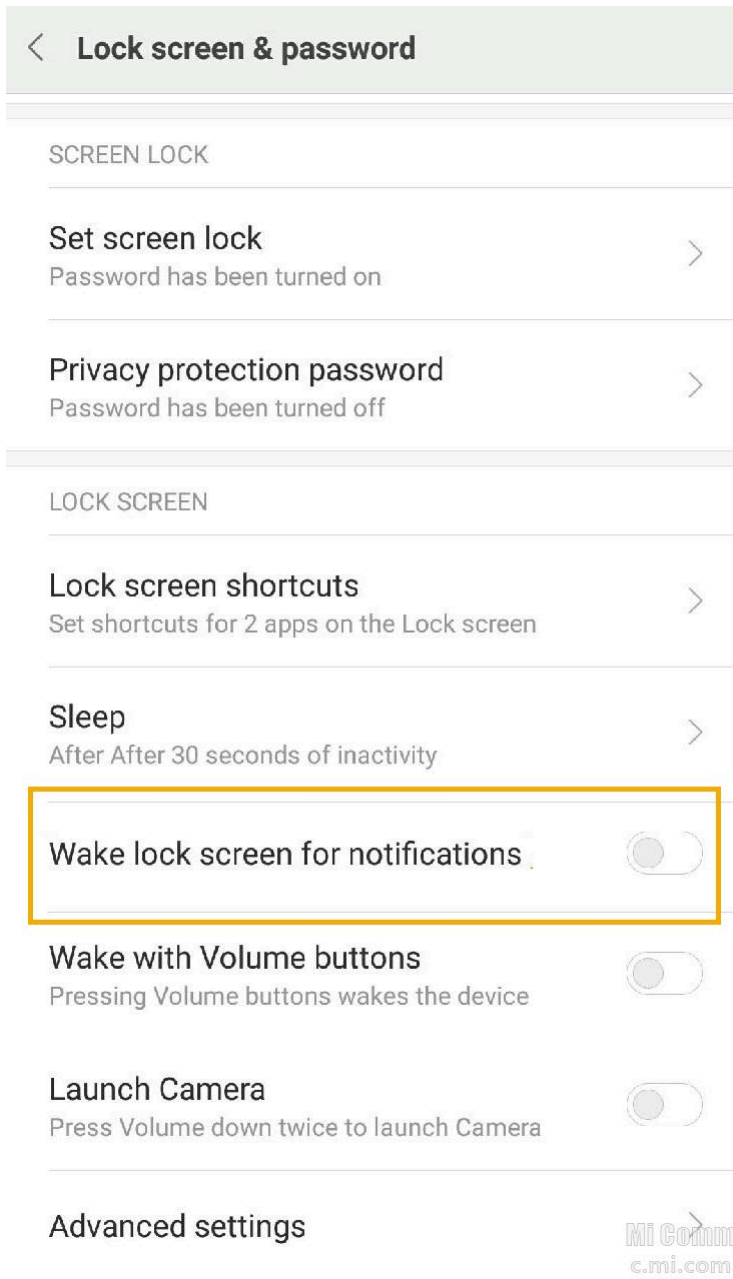 Lock screen & password
SCREEN LOCK
Set screen lock
Password has been turned on
Privacy protection password
Password has been turned off
LOCK SCREEN
Lock screen shortcuts
Set shortcuts for 2 apps on the Lock screen
Sleep
After After 30 seconds of inactivity
Wake lock screen for notifications
Wake with Volume buttons
Pressing Volume buttons wakes the device
Launch Camera
Press Volume down twice to launch Camera
Advanced settings
Mi Comm
c.mi.com